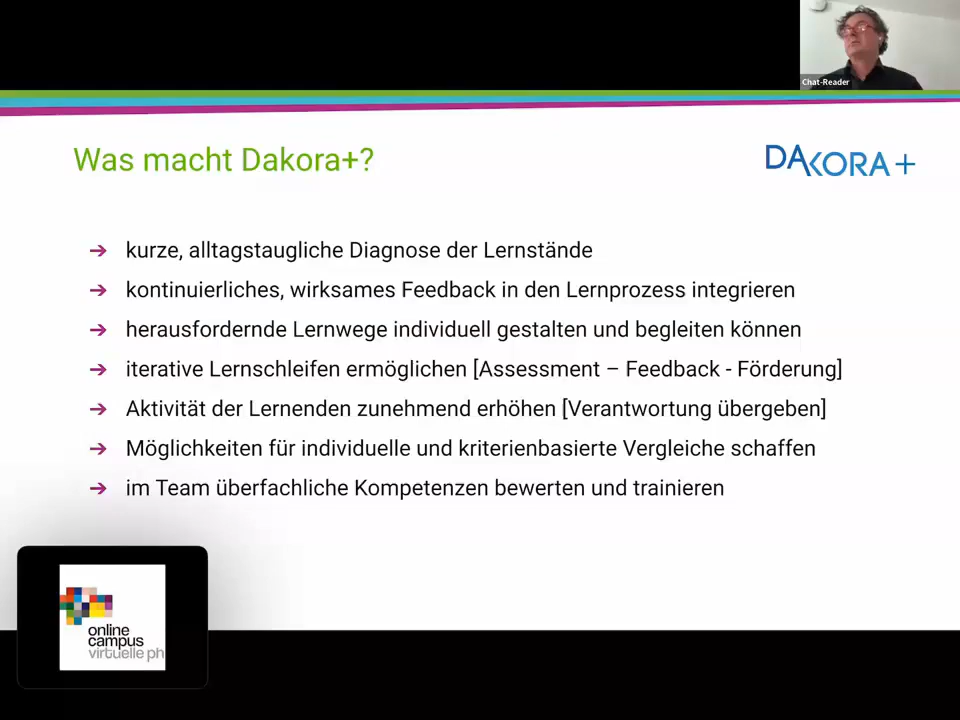 Chat-Reader
Was macht Dakora+?
DAKORA+
➔ kurze, alltagstaugliche Diagnose der Lernstände
➔ kontinuierliches, wirksames Feedback in den Lernprozess integrieren
➔ herausfordernde Lernwege individuell gestalten und begleiten können
➔ iterative Lernschleifen ermöglichen [Assessment – Feedback - Förderung]
➔ Aktivität der Lernenden zunehmend erhöhen [Verantwortung übergeben]
➔ Möglichkeiten für individuelle und kriterienbasierte Vergleiche schaffen
➔ im Team überfachliche Kompetenzen bewerten und trainieren
online
campus
virtuelle ph